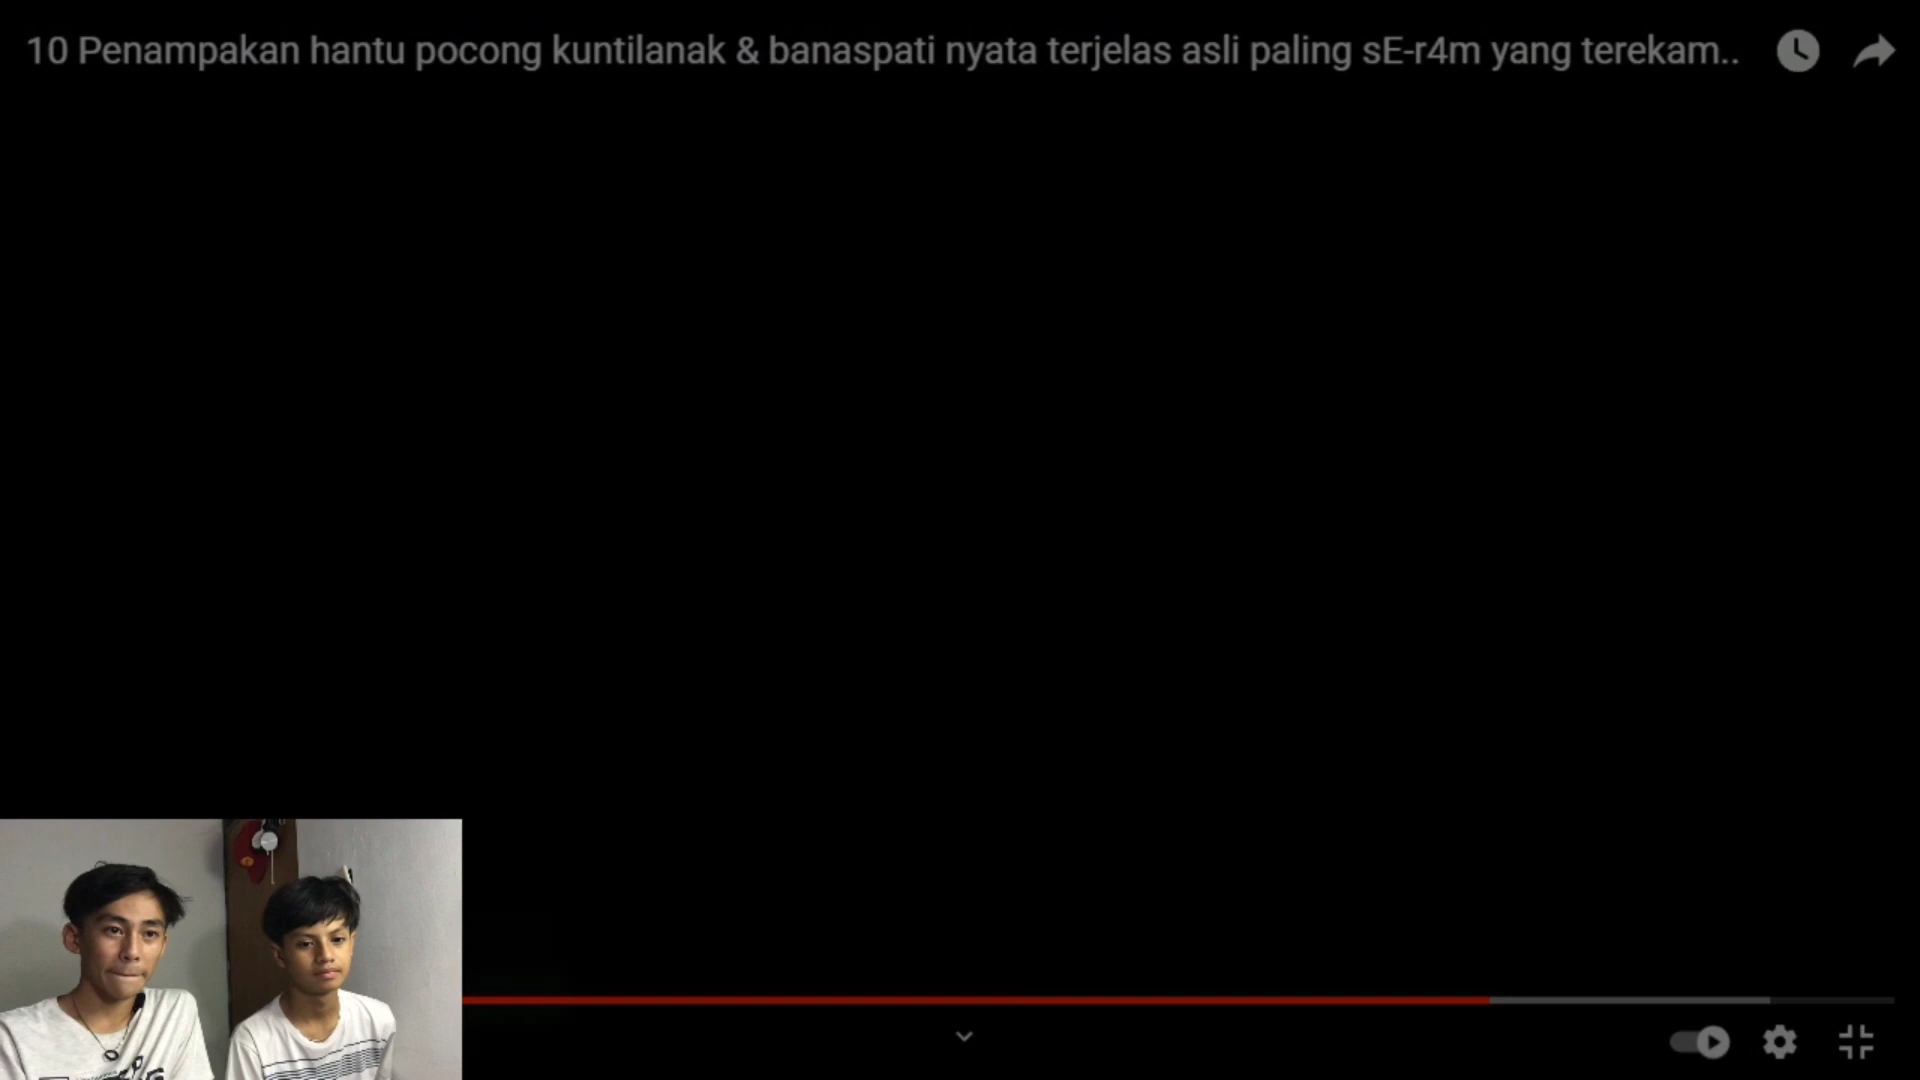 10 Penampakan hantu pocong kuntilanak & banaspati nyata terjelas asli paling sE-r4m yang terekam..